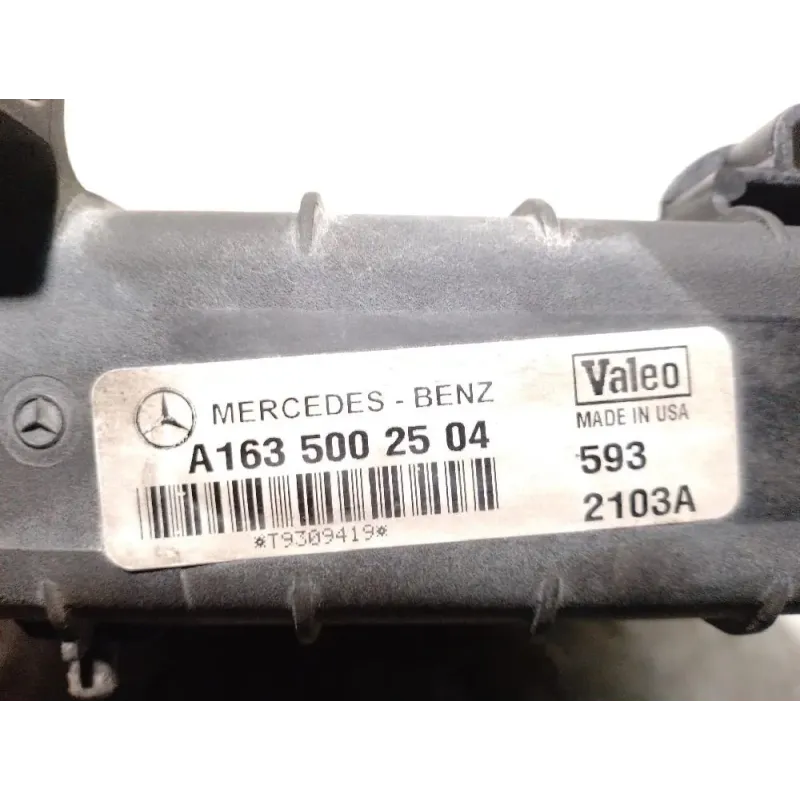 MERCEDES - BENZ
A163 500 25 04
*T9309419*
Valeo
MADE IN USA
593
2103A